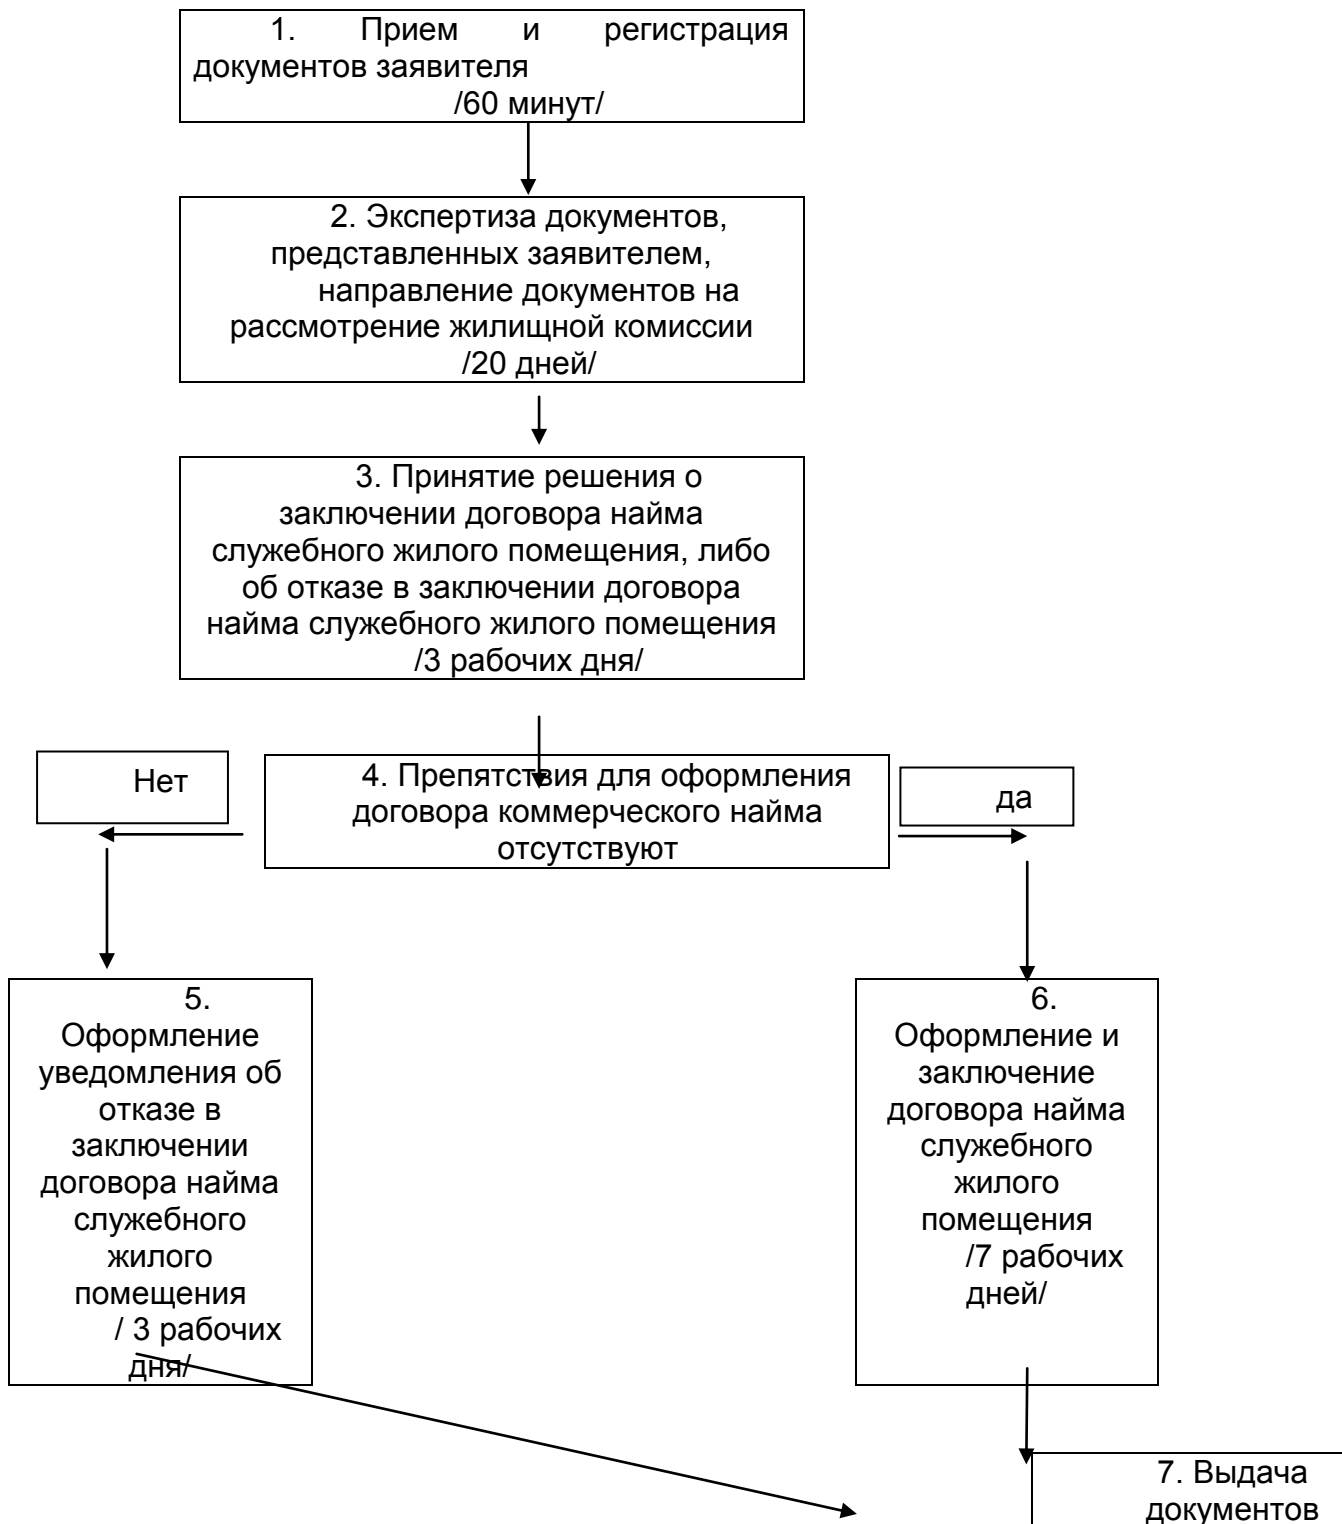 1. Прием и регистрация
документов заявителя
/60 минут/
2. Экспертиза документов,
представленных заявителем,
направление документов на
рассмотрение жилищной комиссии
/20 дней/
3. Принятие решения о
заключении договора найма
служебного жилого помещения, либо
об отказе в заключении договора
найма служебного жилого помещения
/3 рабочих дня/
Нет
4. Препятствия для оформления
договора коммерческого найма
отсутствуют
да
5.
Оформление
уведомления об
отказе в
заключении
договора найма
служебного
жилого
помещения
/ 3 рабочих
дня/
6.
Оформление и
заключение
договора найма
служебного
жилого
помещения
/7 рабочих
дней/
7. Выдача
документов